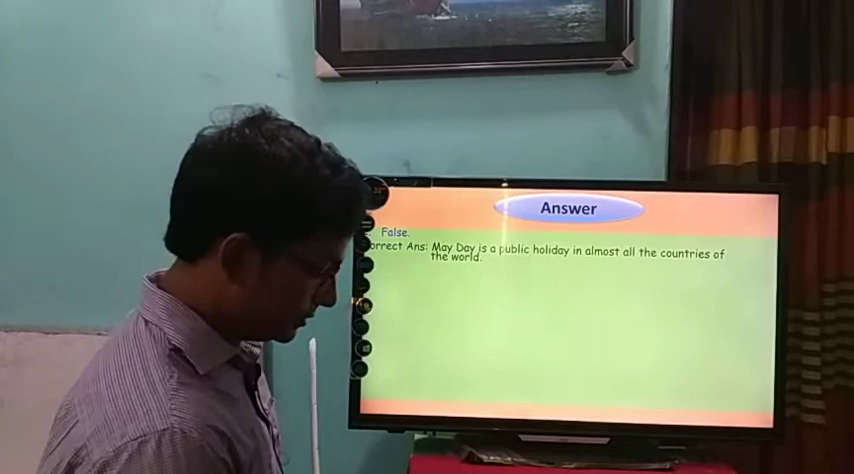 Answer
False.
orrect Ans: May Day is a public holiday in almost all the countries of
the world.